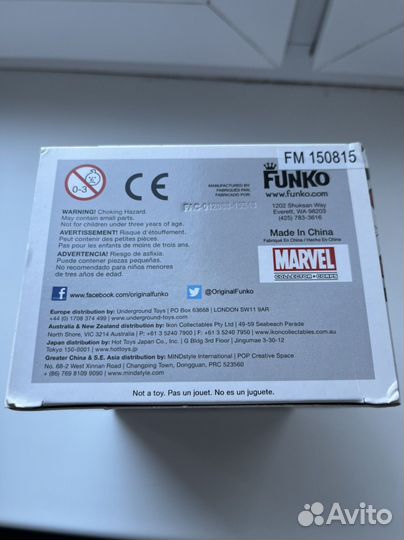 FM 150815
0-3
CE
MANUFACTURED BY
FABRIQUÉS PAR:
FABRICADO POR:
FUNKO
www.funko.com
1202 Shuksan Way
Everett, WA 98203
(425) 783-3616
WARNING! Choking Hazard.
May contain small parts.
Not for children under three years of age.
AVERTISSEMENT! Risque d'étouffement.
Peut contenir des petites pièces.
Pas pour les enfants de moins de trois ans.
ADVERTENCIA! Riesgo de asfixia.
Puede contener piezas pequeñas.
No recomendado para niños menores
de tres años de edad.
Made In China
Fabriqué En China / Hecho En China
MARVEL
COLLECTOR CORPS
f www.facebook.com/originalfunko
@OriginalFunko
Europe distribution by: Underground Toys | PO Box 63668 | LONDON SW11 9AR
+44 (0) 1708 374 499 | www.underground-toys.com
Australia & New Zealand distribution by: Ikon Collectables Pty Ltd | 49-59 Seabeach Parade
North Shore, VIC 3214 Australia | P: +61 3 5240 7900 | F: +61 3 5240 7950 | www.ikoncollectables.com.au
Japan distribution by: Hot Toys Japan Co., Inc. | G Bldg 3rd Floor | Jingumae 3-30-12
Tokyo 150-0001 | www.hottoys.jp
Greater China & S.E. Asia distribution by: MINDstyle International | POP Creative Space
No. 68-2 West Xinnan Road | Changping Town, Dongguan, PRC 523560
+ (86) 769 8109 9090 | www.mindstyle.com
Not a toy. Pas un jouet. No es un juguete.
Avito